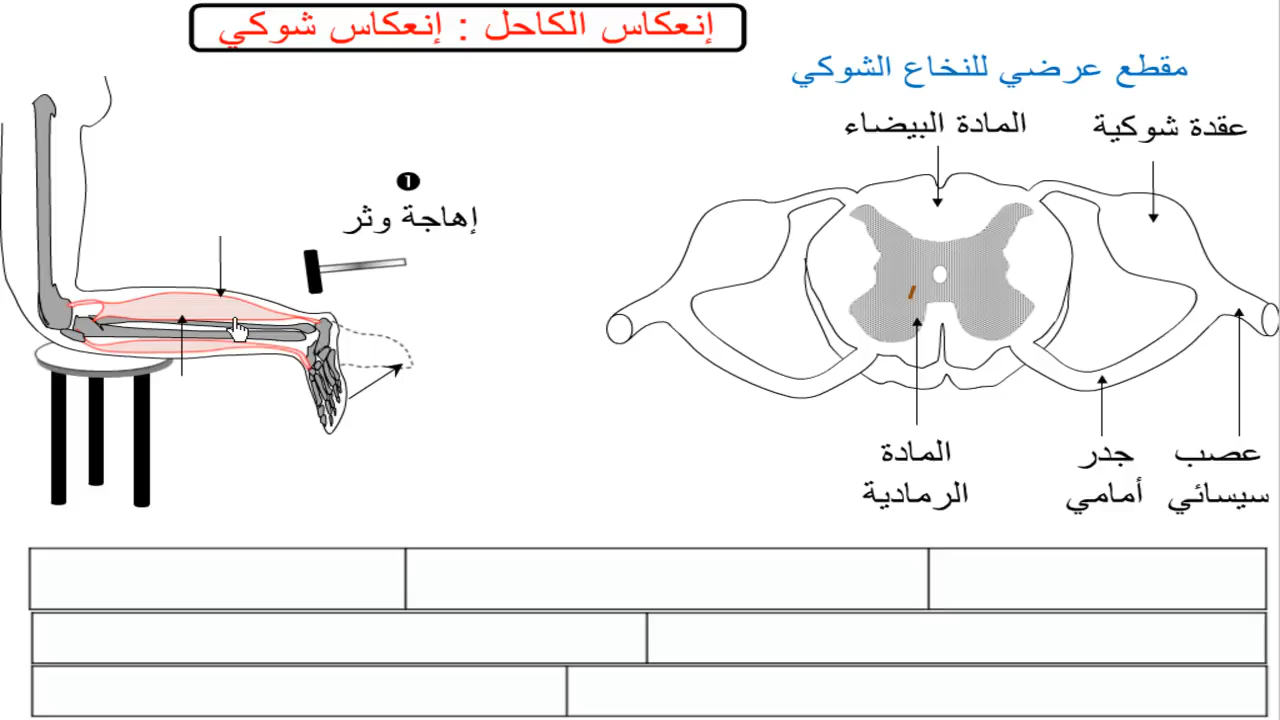 إنعكاس الكاحل : إنعكاس شوكي
مقطع عرضي للنخاع الشوكي
عقدة شوكية
المادة البيضاء
❶
إهاجة وثر
عصب
سيسائي
جدر
أمامي
المادة
الرمادية